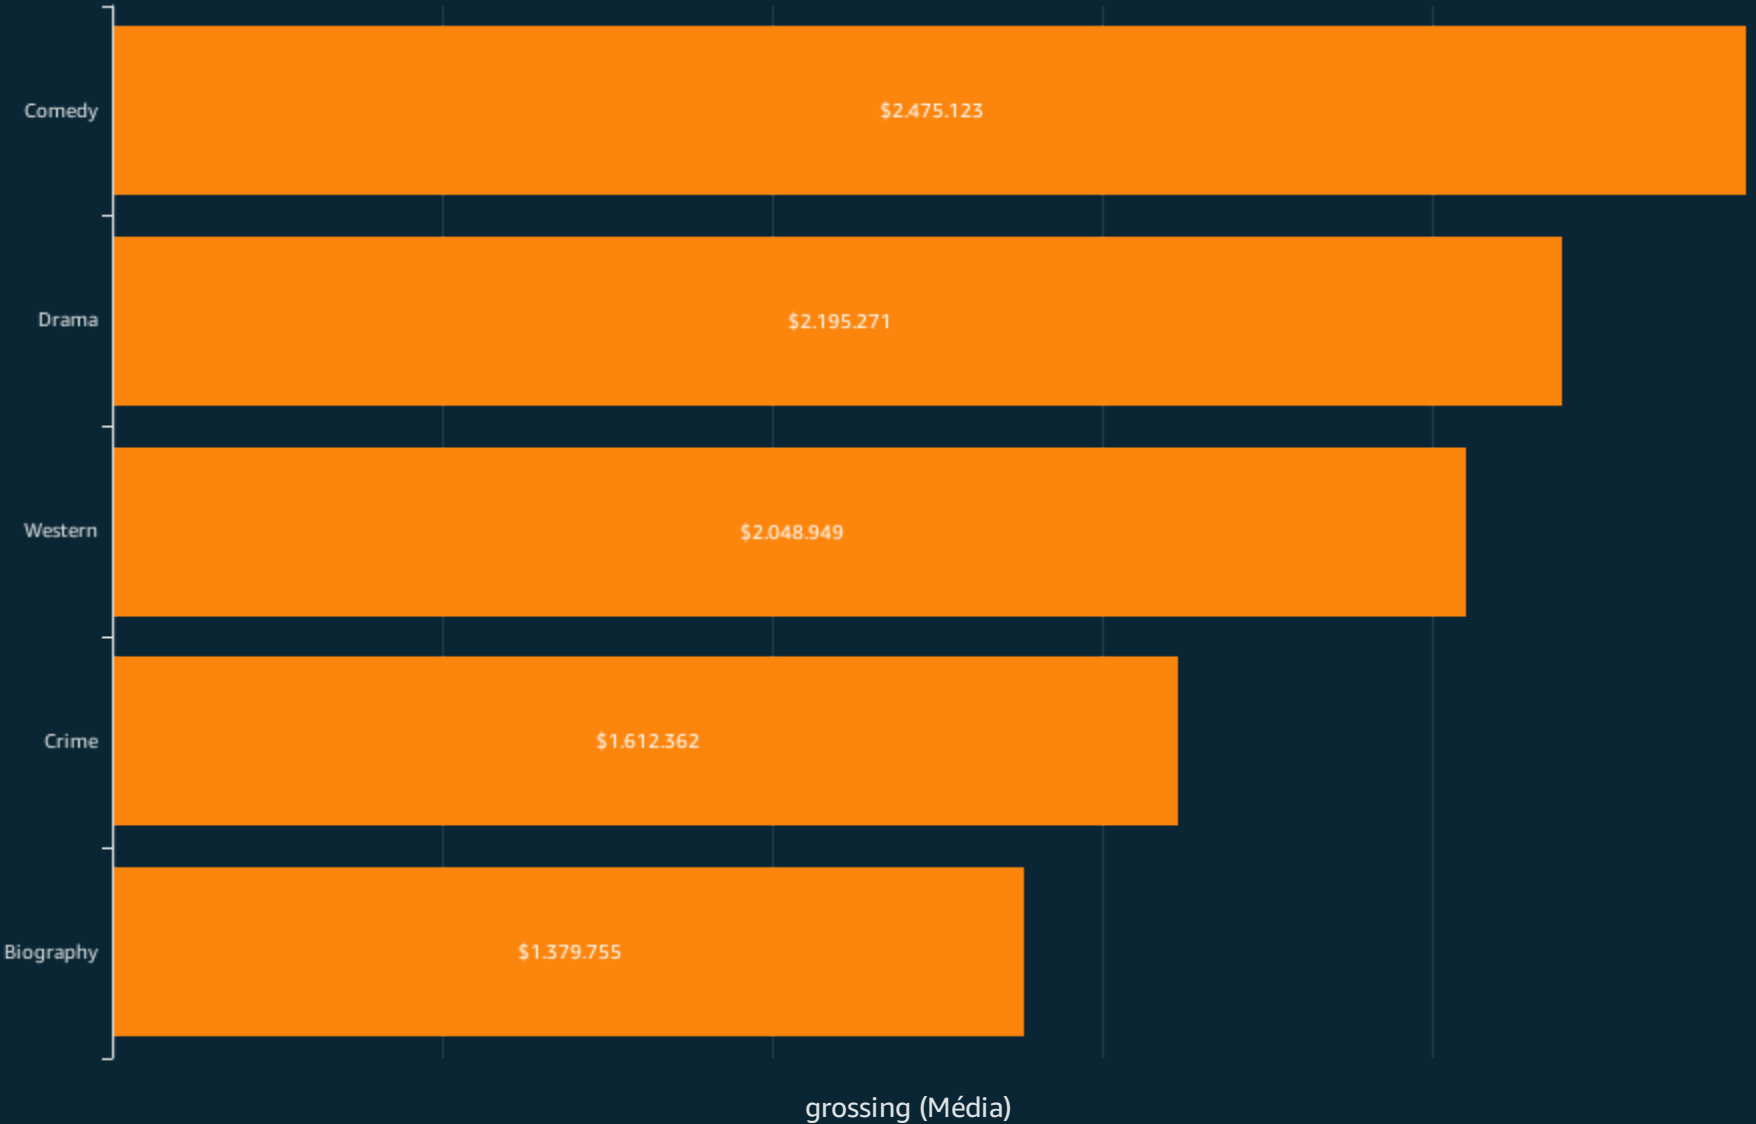 Comedy
$2.475.123
Drama
$2.195.271
Western
$2.048.949
Crime
$1.612.362
Biography
$1.379.755
grossing (Média)